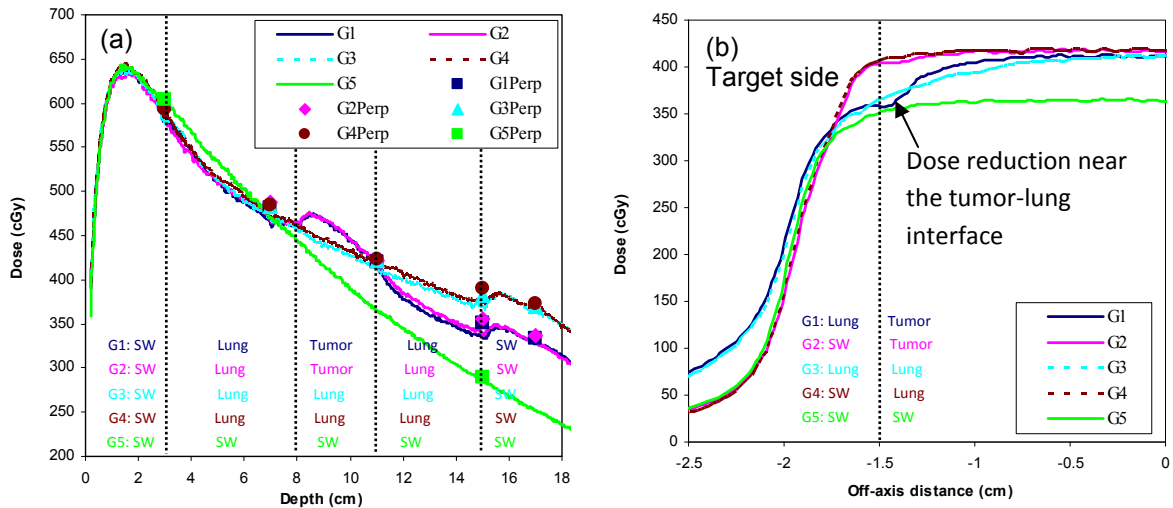 (a)
G1 G2
G3 G4
G5 G1Perp
G2Perp G3Perp
G4Perp G5Perp
700
650
600
550
500
450
400
350
300
250
200
Dose (cGy)
G1: SW Lung Tumor Lung SW
G2: SW Lung Tumor Lung SW
G3: SW Lung Lung Lung SW
G4: SW Lung Lung Lung SW
G5: SW SW SW SW SW
0 2 4 6 8 10 12 14 16 18
Depth (cm)
(b)
Target side
450
400
350
300
250
200
150
100
50
0
Dose (cGy)
Dose reduction near
the tumor-lung
interface
G1: Lung Tumor
G2: SW Tumor
G3: Lung Lung
G4: SW Lung
G5: SW SW
G1
G2
G3
G4
G5
-2.5 -2 -1.5 -1 -0.5 0
Off-axis distance (cm)